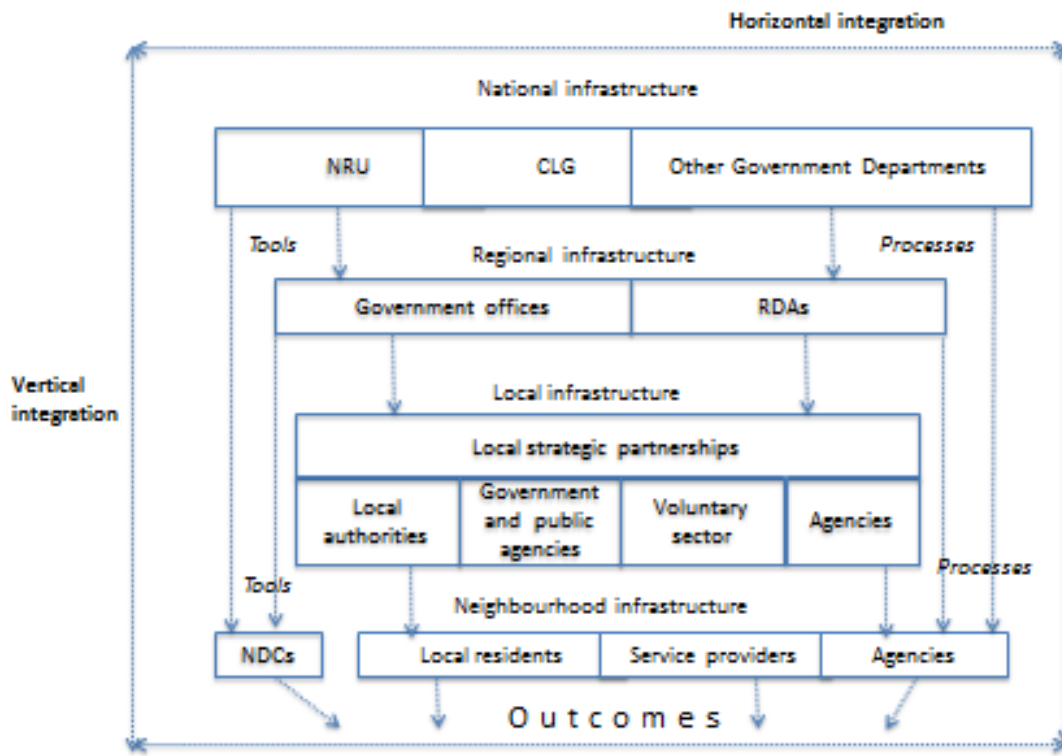 Horizontal integration
National infrastructure
NRU
CLG
Other Government Departments
Tools
Processes
Regional infrastructure
Government offices
RDAs
Vertical
integration
Local infrastructure
Local strategic partnerships
Local
authorities
Government
and public
agencies
Voluntary
sector
Agencies
Tools
Processes
Neighbourhood infrastructure
NDCs
Local residents
Service providers
Agencies
Outcomes